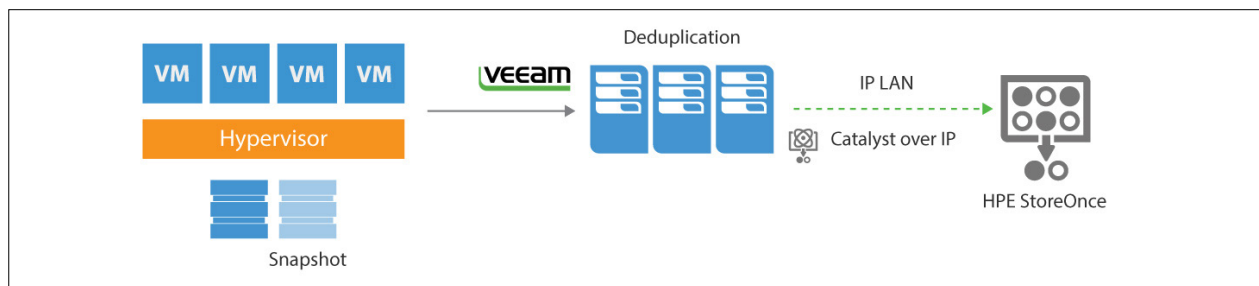 VM VM VM VM
Hypervisor
Snapshot
veeam
Deduplication
IP LAN
Catalyst over IP
HPE StoreOnce